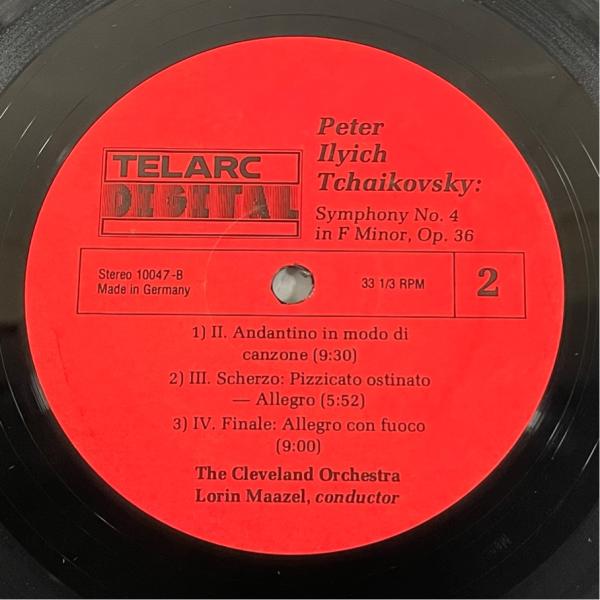 Peter
Ilyich
Tchaikovsky:
TELARC
DIGITAL
Symphony No. 4
in F Minor, Op. 36
Stereo 10047-B
Made in Germany
33 1/3 RPM
2
1) II. Andantino in modo di
canzone (9:30)
2) III. Scherzo: Pizzicato ostinato
— Allegro (5:52)
3) IV. Finale: Allegro con fuoco
(9:00)
The Cleveland Orchestra
Lorin Maazel, conductor